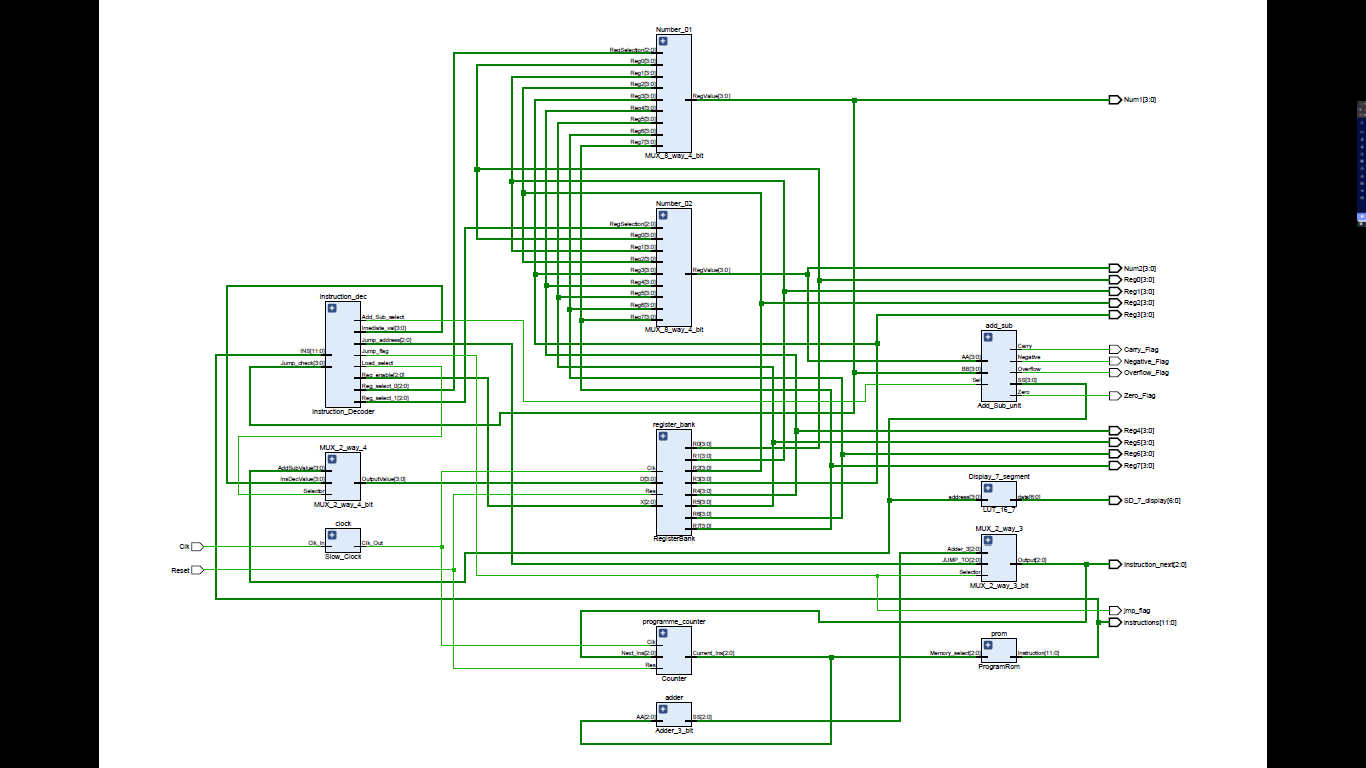 Number_01
RegSelection[2:0]
Reg0[3:0]
Reg1[3:0]
Reg2[3:0]
Reg3[3:0]
RegValue[3:0]
Num1[3:0]
Reg4[3:0]
Reg5[3:0]
Reg6[3:0]
Reg7[3:0]
MUX_8_way_4_bit
Number_02
RegSelection[2:0]
Reg0[3:0]
Reg1[3:0]
Reg2[3:0]
Reg3[3:0]
RegValue[3:0]
Reg4[3:0]
Reg5[3:0]
Reg6[3:0]
Reg7[3:0]
MUX_8_way_4_bit
Num2[3:0]
Reg0[3:0]
Reg1[3:0]
Reg2[3:0]
Reg3[3:0]
instruction_dec
Add_Sub_select
Imediate_val[3:0]
Jump_address[2:0]
INS[11:0]
Jump_flag
Jump_check[3:0]
Load_select
Reg_enable[2:0]
Reg_select_0[2:0]
Reg_select_1[2:0]
Instruction_Decoder
add_sub
Carry
AA[3:0]
Negative
BB[3:0]
Overflow
Sel
SS[3:0]
Zero
Add_Sub_unit
Carry_Flag
Negative_Flag
Overflow_Flag
Zero_Flag
register_bank
R0[3:0]
R1[3:0]
Clk
R2[3:0]
D[3:0]
R3[3:0]
Res
R4[3:0]
X[2:0]
R5[3:0]
R6[3:0]
R7[3:0]
RegisterBank
Reg4[3:0]
Reg5[3:0]
Reg6[3:0]
Reg7[3:0]
MUX_2_way_4
AddSubValue[3:0]
InsDecValue[3:0]
OutputValue[3:0]
Selector
MUX_2_way_4_bit
Display_7_segment
address[3:0]
data[6:0]
LUT_16_7
SD_7_display[6:0]
clock
Clk
Clk_in
Clk_Out
Slow_Clock
Reset
MUX_2_way_3
Adder_3[2:0]
JUMP_TO[2:0]
Output[2:0]
Selector
MUX_2_way_3_bit
Instruction_next[2:0]
jmp_flag
instructions[11:0]
programme_counter
Clk
Next_Ins[2:0]
Current_Ins[2:0]
Res
Counter
prom
Memory_select[2:0]
Instruction[11:0]
ProgramRom
adder
AA[2:0]
SS[2:0]
Adder_3_bit